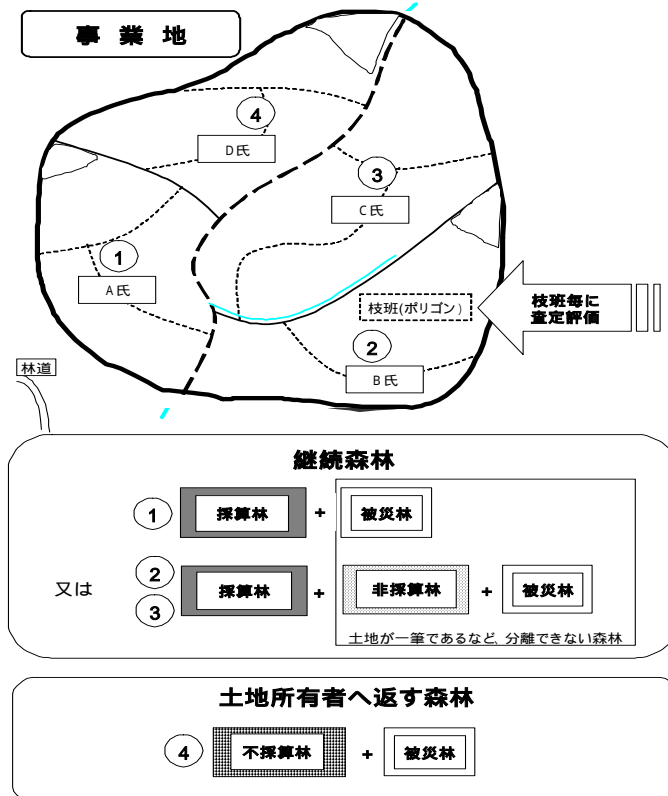 事業地
4
D氏
3
C氏
1
A氏
枝班(ポリゴン)
枝班毎に
査定評価
2
B氏
林道
継続森林
1 採算林 + 被災林
又は
2
3
採算林 + 非採算林 + 被災林
土地が一筆であるなど、分離できない森林
土地所有者へ返す森林
4 不採算林 + 被災林